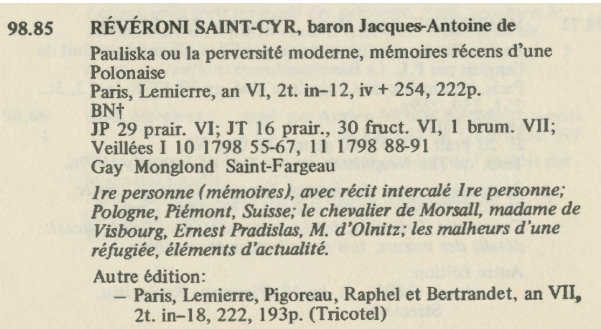 98.85 RÉVÉRONI SAINT-CYR, baron Jacques-Antoine de
Pauliska ou la perversité moderne, mémoires récens d'une
Polonaise
Paris, Lemierre, an VI, 2t. in-12, iv + 254, 222p.
BN†
JP 29 prair. VI; JT 16 prair., 30 fruct. VI, 1 brum. VII;
Veillées I 10 1798 55-67, 11 1798 88-91
Gay Monglond Saint-Fargeau
1re personne (mémoires), avec récit intercalé 1re personne;
Pologne, Piémont, Suisse; le chevalier de Morsall, madame de
Visbourg, Ernest Pradislas, M. d'Olnitz; les malheurs d'une
réfugiée, éléments d'actualité.
Autre édition:
– Paris, Lemierre, Pigoreau, Raphel et Bertrandet, an VII,
2t. in-18, 222, 193p. (Tricotel)